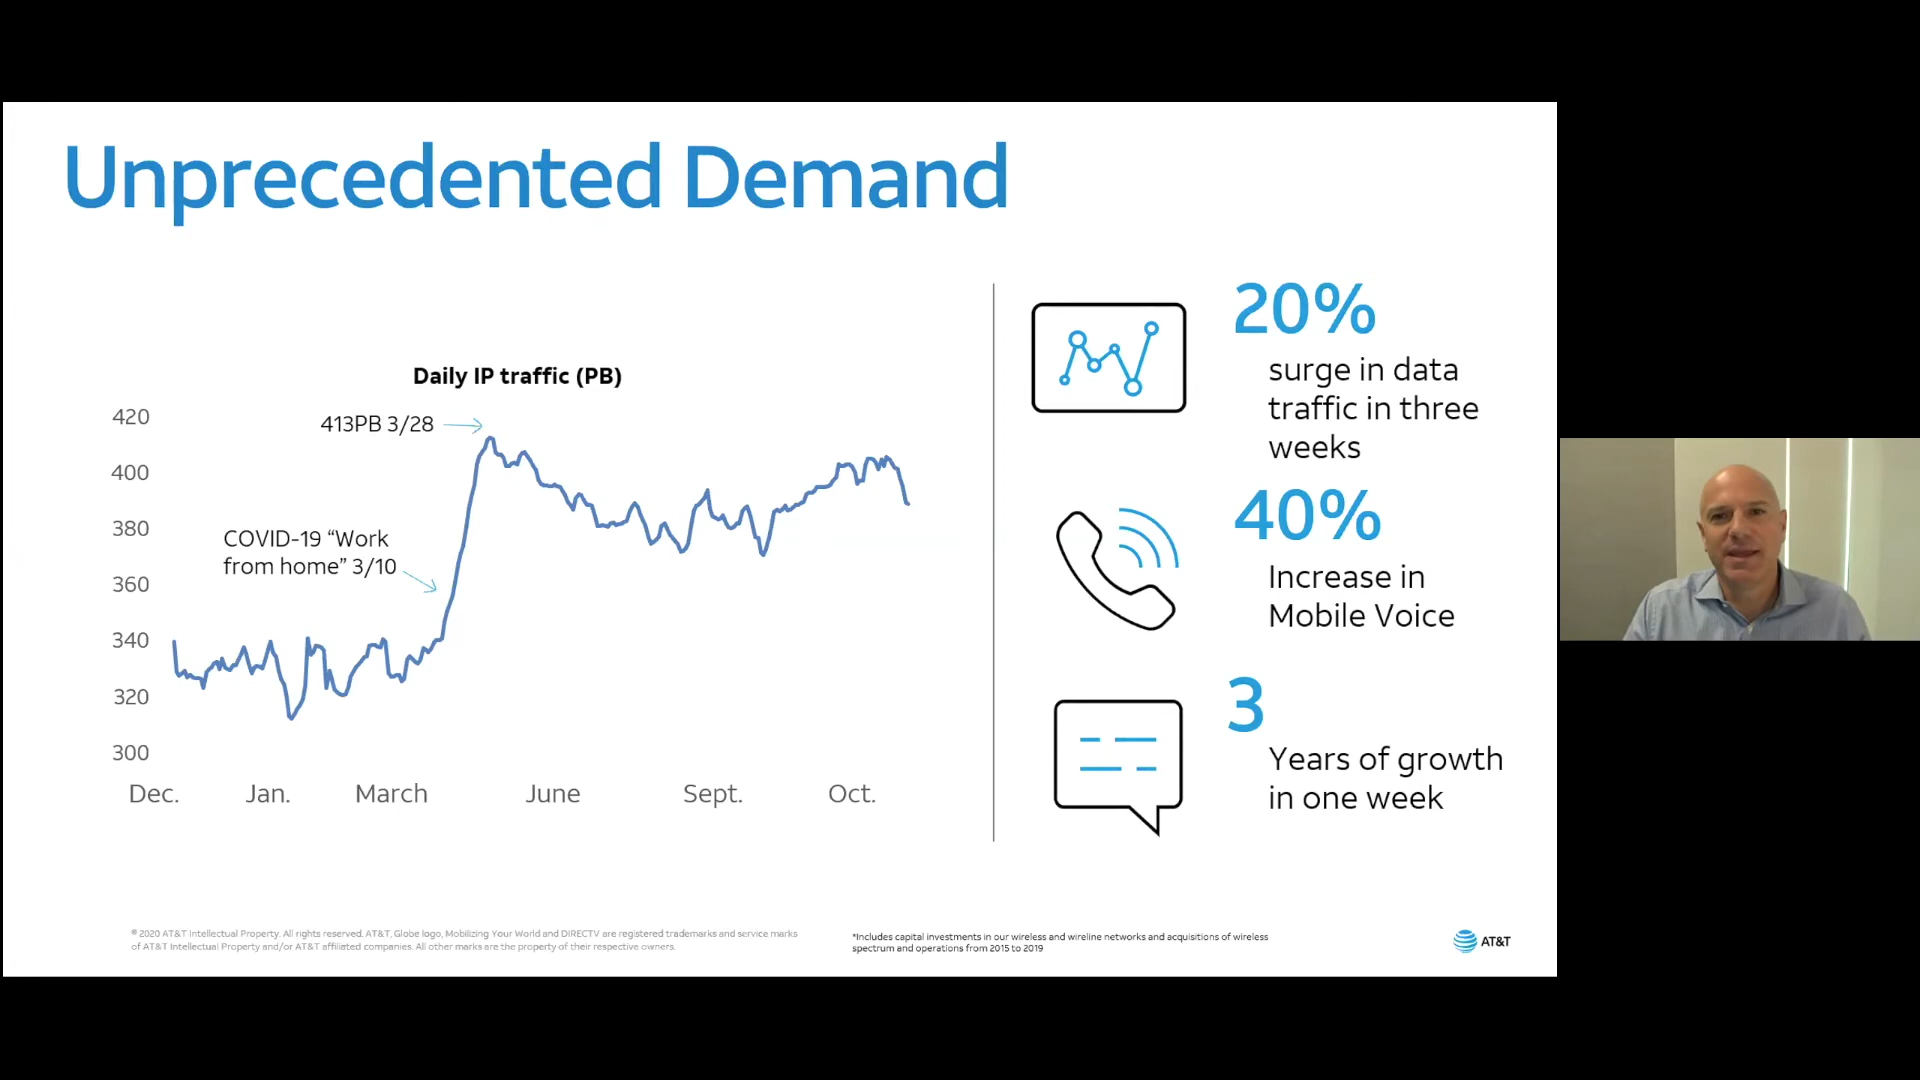 Unprecedented Demand
Daily IP traffic (PB)
413PB 3/28
COVID-19 “Work
from home” 3/10
420
400
380
360
340
320
300
Dec.
Jan.
March
June
Sept.
Oct.
20%
surge in data
traffic in three
weeks
40%
Increase in
Mobile Voice
3
Years of growth
in one week
© 2020 AT&T Intellectual Property. All rights reserved. AT&T, Globe logo, Mobilizing Your World and DIRECTV are registered trademarks and service marks
of AT&T Intellectual Property and/or AT&T affiliated companies. All other marks are the property of their respective owners.
*Includes capital investments in our wireless and wireline networks and acquisitions of wireless
spectrum and operations from 2015 to 2019
AT&T